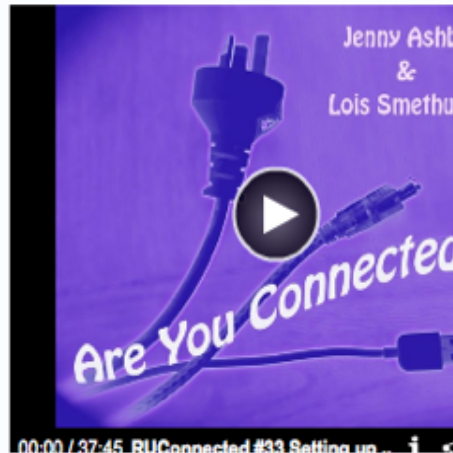 Jenny Ashb
&
Lois Smethu
Are You Connected
00:00 / 37:45 RUConnected #33 Setting up ..